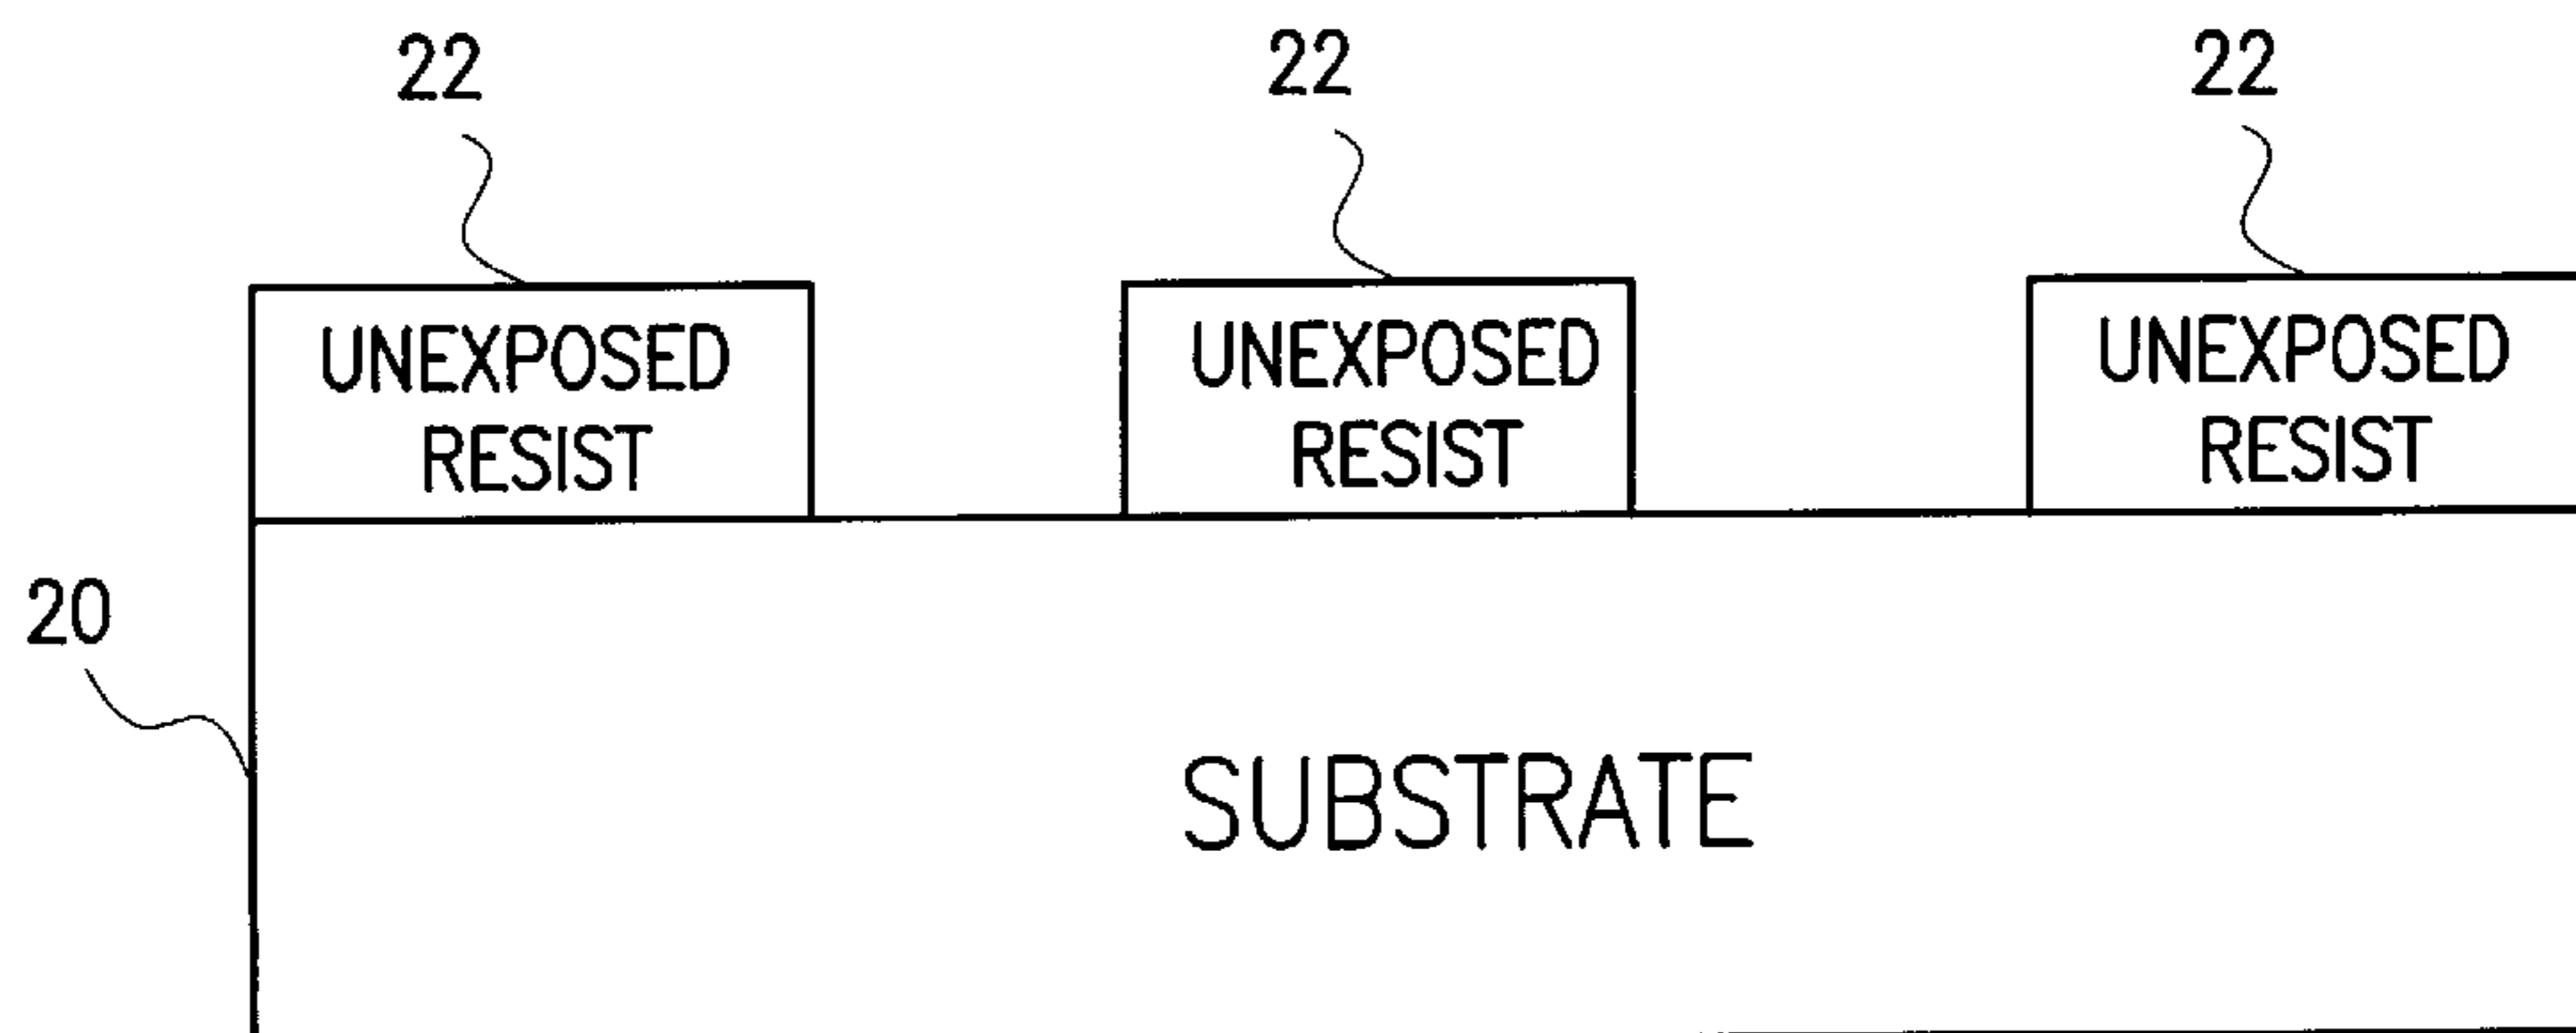 22 22 22
UNEXPOSED UNEXPOSED UNEXPOSED
RESIST RESIST RESIST
20
SUBSTRATE